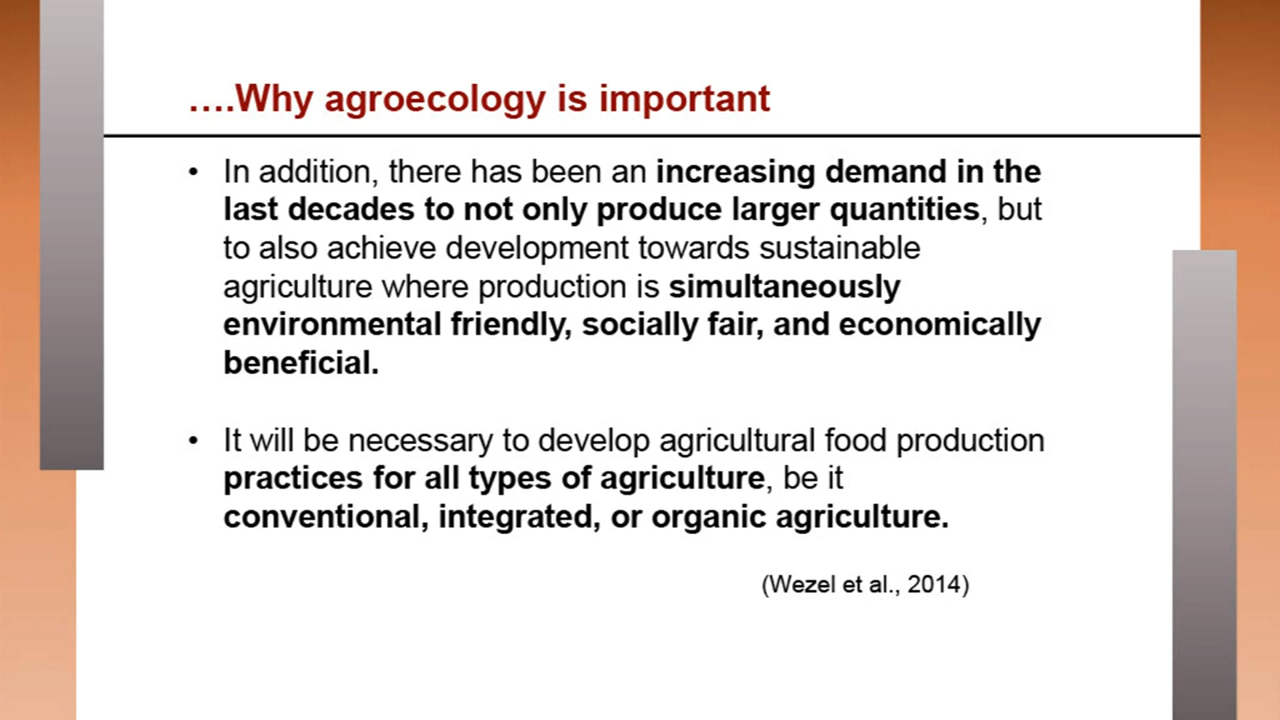 ....Why agroecology is important
• In addition, there has been an increasing demand in the
last decades to not only produce larger quantities, but
to also achieve development towards sustainable
agriculture where production is simultaneously
environmental friendly, socially fair, and economically
beneficial.
• It will be necessary to develop agricultural food production
practices for all types of agriculture, be it
conventional, integrated, or organic agriculture.
(Wezel et al., 2014)